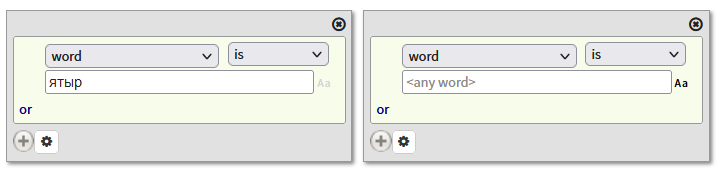 word is
ятыр Aa
or
word is
<any word> Aa
or